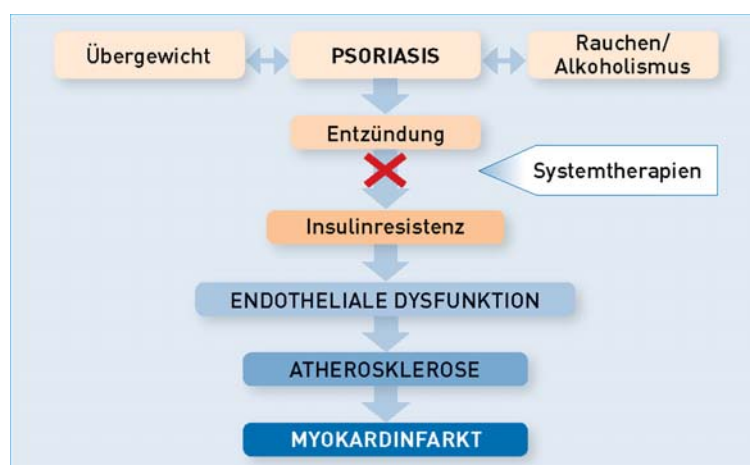 Übergewicht
PSORIASIS
Rauchen/
Alkoholismus
Entzündung
Systemtherapien
Insulinresistenz
ENDOTHELIALE DYSFUNKTION
ATHEROSKLEROSE
MYOKARDINFARKT